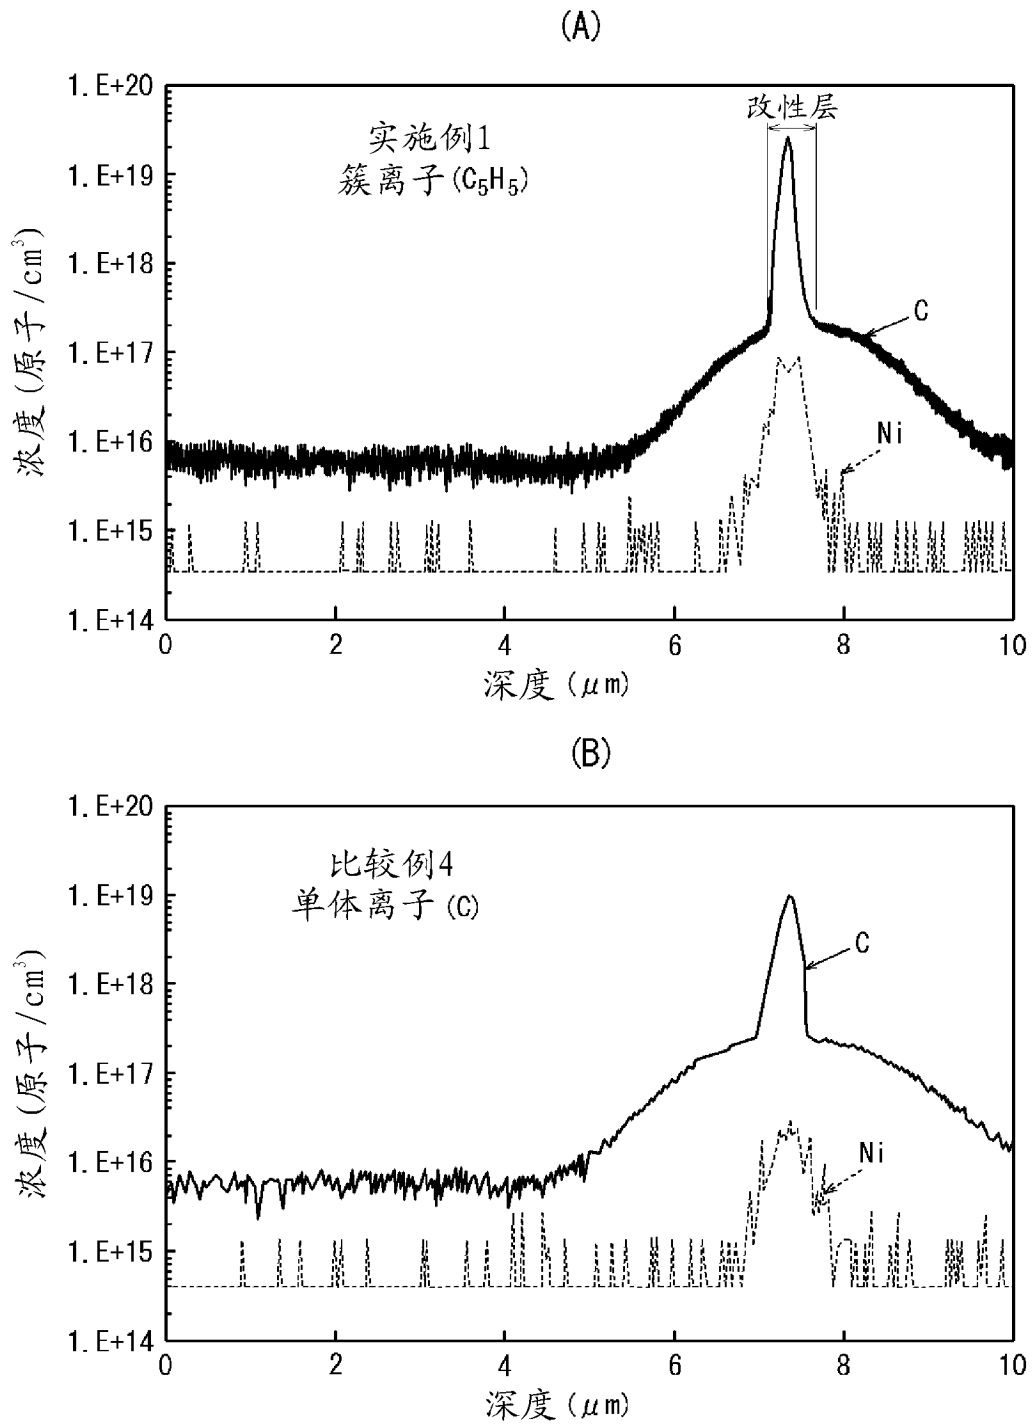 (A)
1.E+20
1.E+19
1.E+18
1.E+17
1.E+16
1.E+15
1.E+14
浓度(原子/cm³)
实施例1
簇离子(C₅H₅)
改性层
C
Ni
0 2 4 6 8 10
深度(μm)
(B)
1.E+20
1.E+19
1.E+18
1.E+17
1.E+16
1.E+15
1.E+14
浓度(原子/cm³)
比较例4
单体离子(C)
C
Ni
0 2 4 6 8 10
深度(μm)